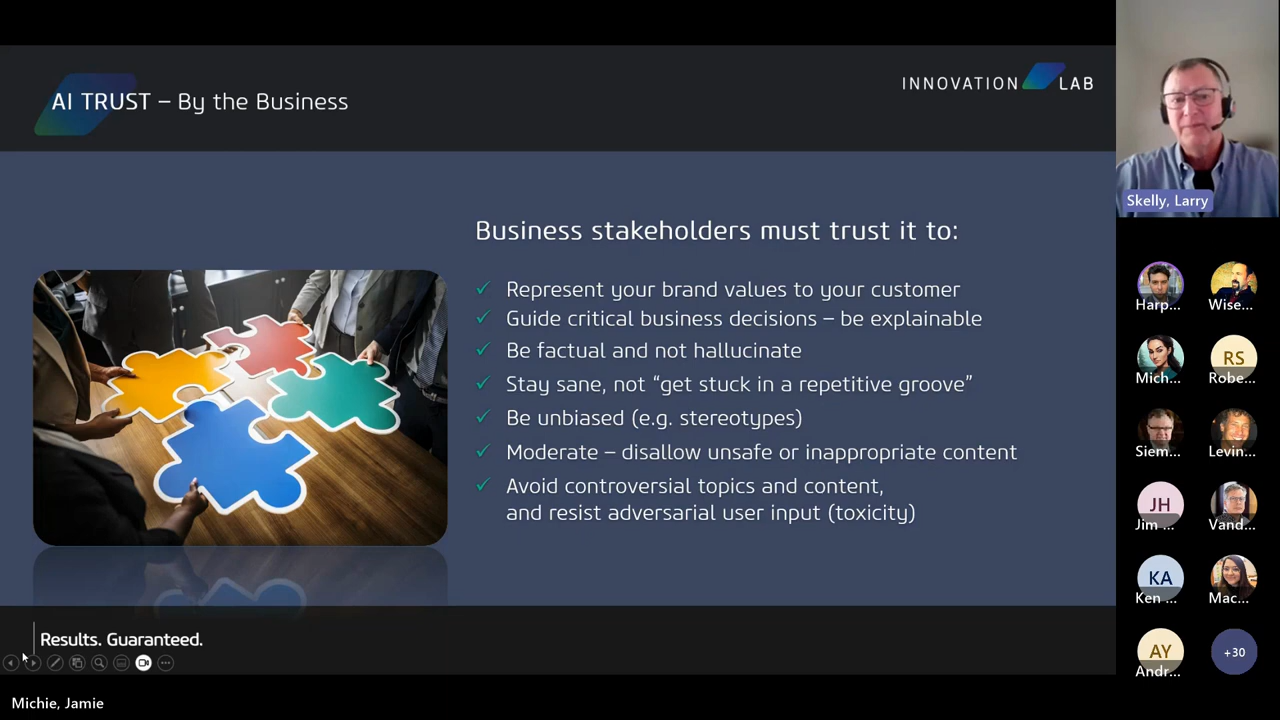 AI TRUST – By the Business
INNOVATION LAB
Business stakeholders must trust it to:
Represent your brand values to your customer
Guide critical business decisions – be explainable
Be factual and not hallucinate
Stay sane, not “get stuck in a repetitive groove”
Be unbiased (e.g. stereotypes)
Moderate – disallow unsafe or inappropriate content
Avoid controversial topics and content,
and resist adversarial user input (toxicity)
Results. Guaranteed.
Michie, Jamie
Skelly, Larry
Harp...
Wise...
Mich...
RS
Robe...
Siem...
Levin...
JH
Jim ...
Vand...
KA
Ken ...
Mac...
AY
Andr...
+30